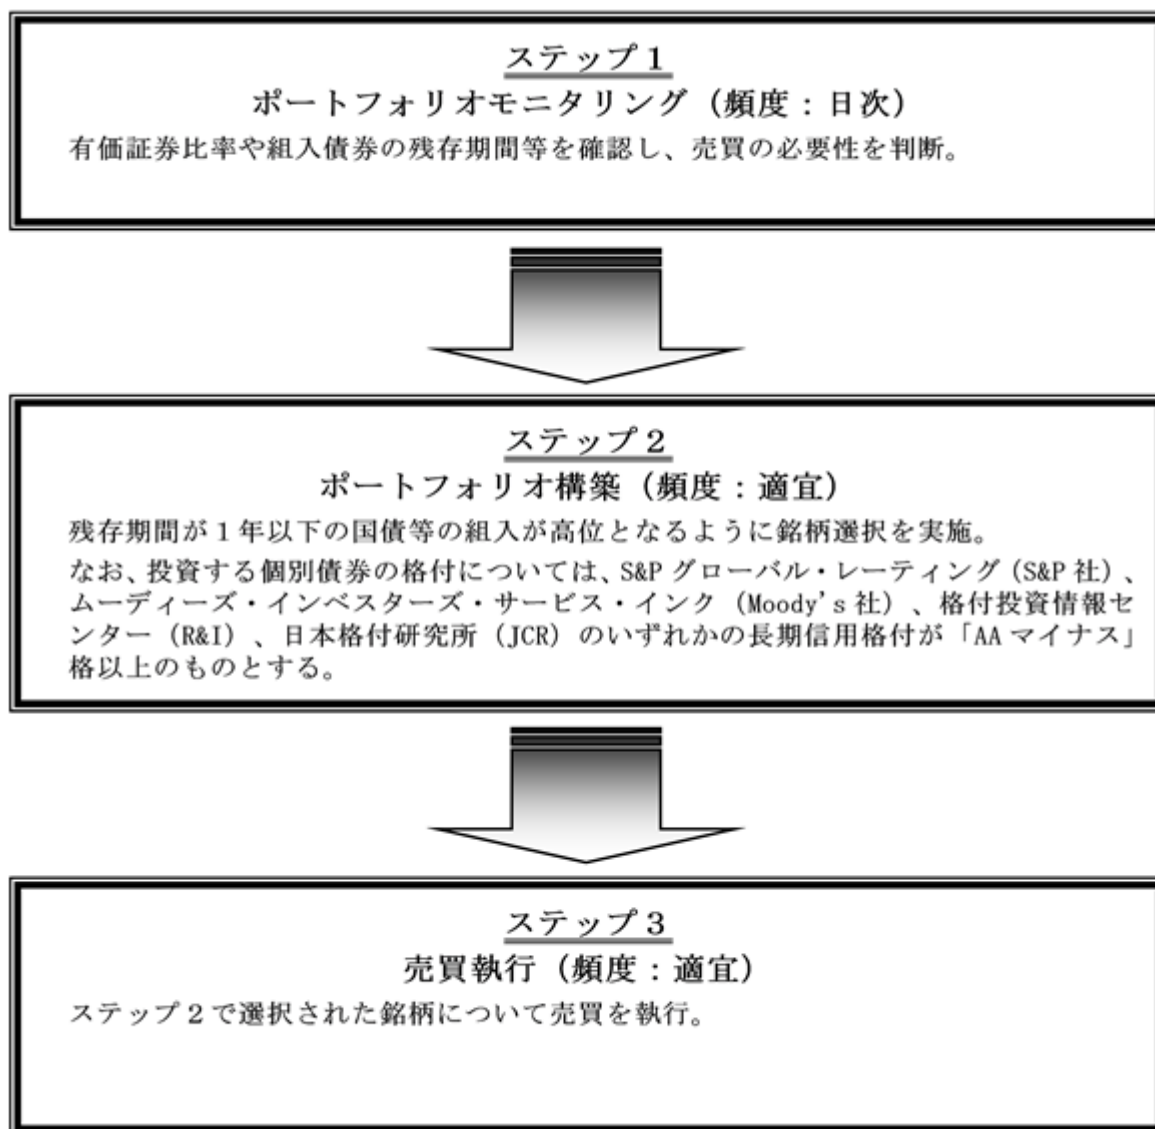 ステップ１
ポートフォリオモニタリング（頻度：日次）
有価証券比率や組入債券の残存期間等を確認し、売買の必要性を判断。
ステップ２
ポートフォリオ構築（頻度：適宜）
残存期間が１年以下の国債等の組入が高位となるように銘柄選択を実施。
なお、投資する個別債券の格付については、S&P グローバル・レーティング（S&P 社）、
ムーディーズ・インベスターズ・サービス・インク（Moody's 社）、格付投資情報セ
ンター（R&I）、日本格付研究所（JCR）のいずれかの長期信用格付が「AA マイナス」
格以上のものとする。
ステップ３
売買執行（頻度：適宜）
ステップ２で選択された銘柄について売買を執行。